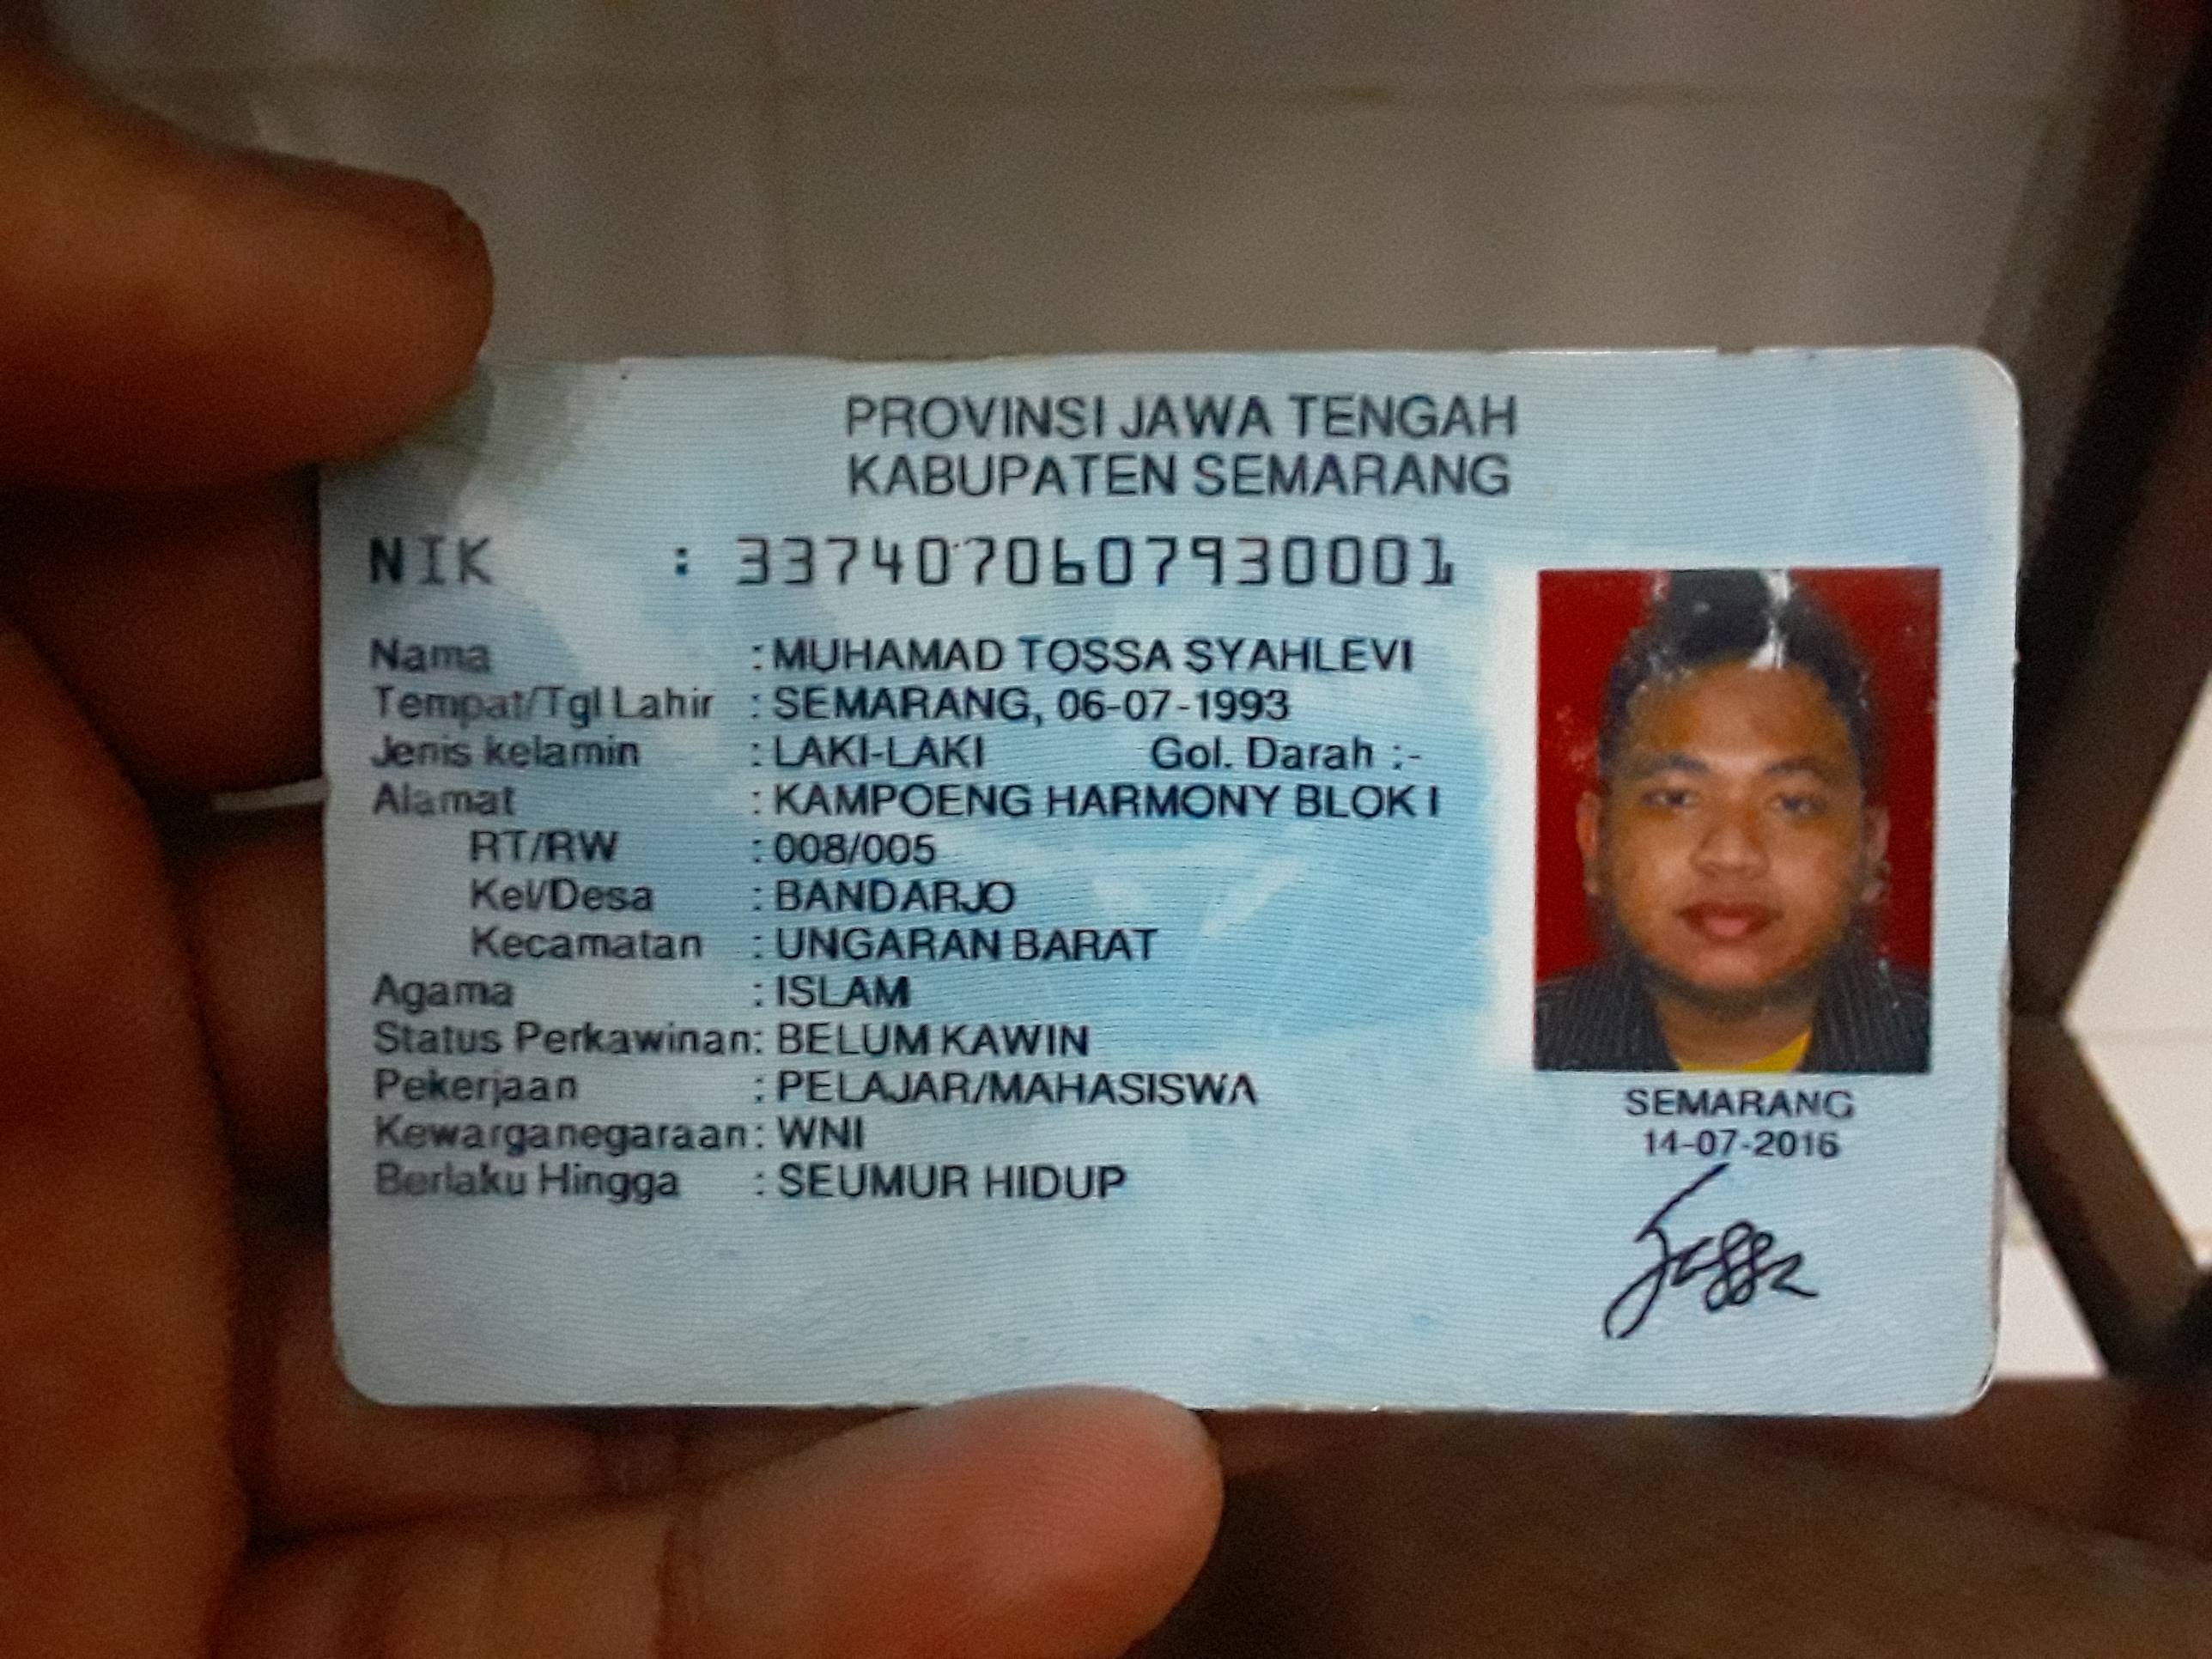 PROVINSI JAWA TENGAH
KABUPATEN SEMARANG
NIK : 3374070607930001
Nama : MUHAMAD TOSSA SYAHLEVI
Tempat/Tgl Lahir : SEMARANG, 06-07-1993
Jenis kelamin : LAKI-LAKI Gol. Darah :-
Alamat : KAMPOENG HARMONY BLOK I
RT/RW : 008/005
Kel/Desa : BANDARJO
Kecamatan : UNGARAN BARAT
Agama : ISLAM
Status Perkawinan: BELUM KAWIN
Pekerjaan : PELAJAR/MAHASISWA
Kewarganegaraan: WNI
Berlaku Hingga : SEUMUR HIDUP
SEMARANG
14-07-2016
Tossa